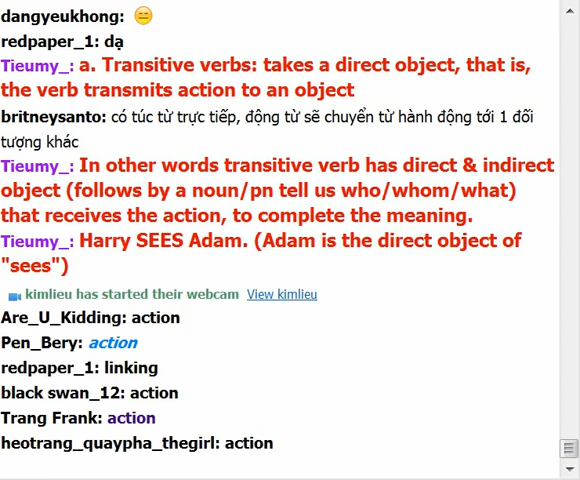 dangyeukhong:
redpaper_1: dạ
Tieumy_: a. Transitive verbs: takes a direct object, that is,
the verb transmits action to an object
britneysanto: có túc từ trực tiếp, động từ sẽ chuyển từ hành động tới 1 đối
tượng khác
Tieumy_: In other words transitive verb has direct & indirect
object (follows by a noun/pn tell us who/whom/what)
that receives the action, to complete the meaning.
Tieumy_: Harry SEES Adam. (Adam is the direct object of
"sees")
kimlieu has started their webcam View kimlieu
Are_U_Kidding: action
Pen_Bery: action
redpaper_1: linking
black swan_12: action
Trang Frank: action
heotrang_quaypha_thegirl: action